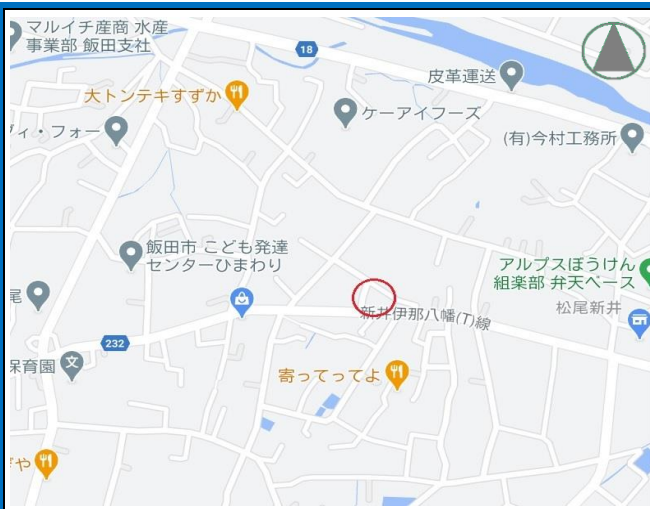 マルイチ産商 水産
事業部 飯田支社
18
皮革運送
大トンテキすずか
ケーアイフーズ
ヴィ・フォー
(有)今村工務所
飯田市 こども発達
センターひまわり
アルプスぼうけん
組楽部 弁天ベース
尾
松尾新井
新井伊那八幡(T)線
232
保育園
文
寄ってってよ
や